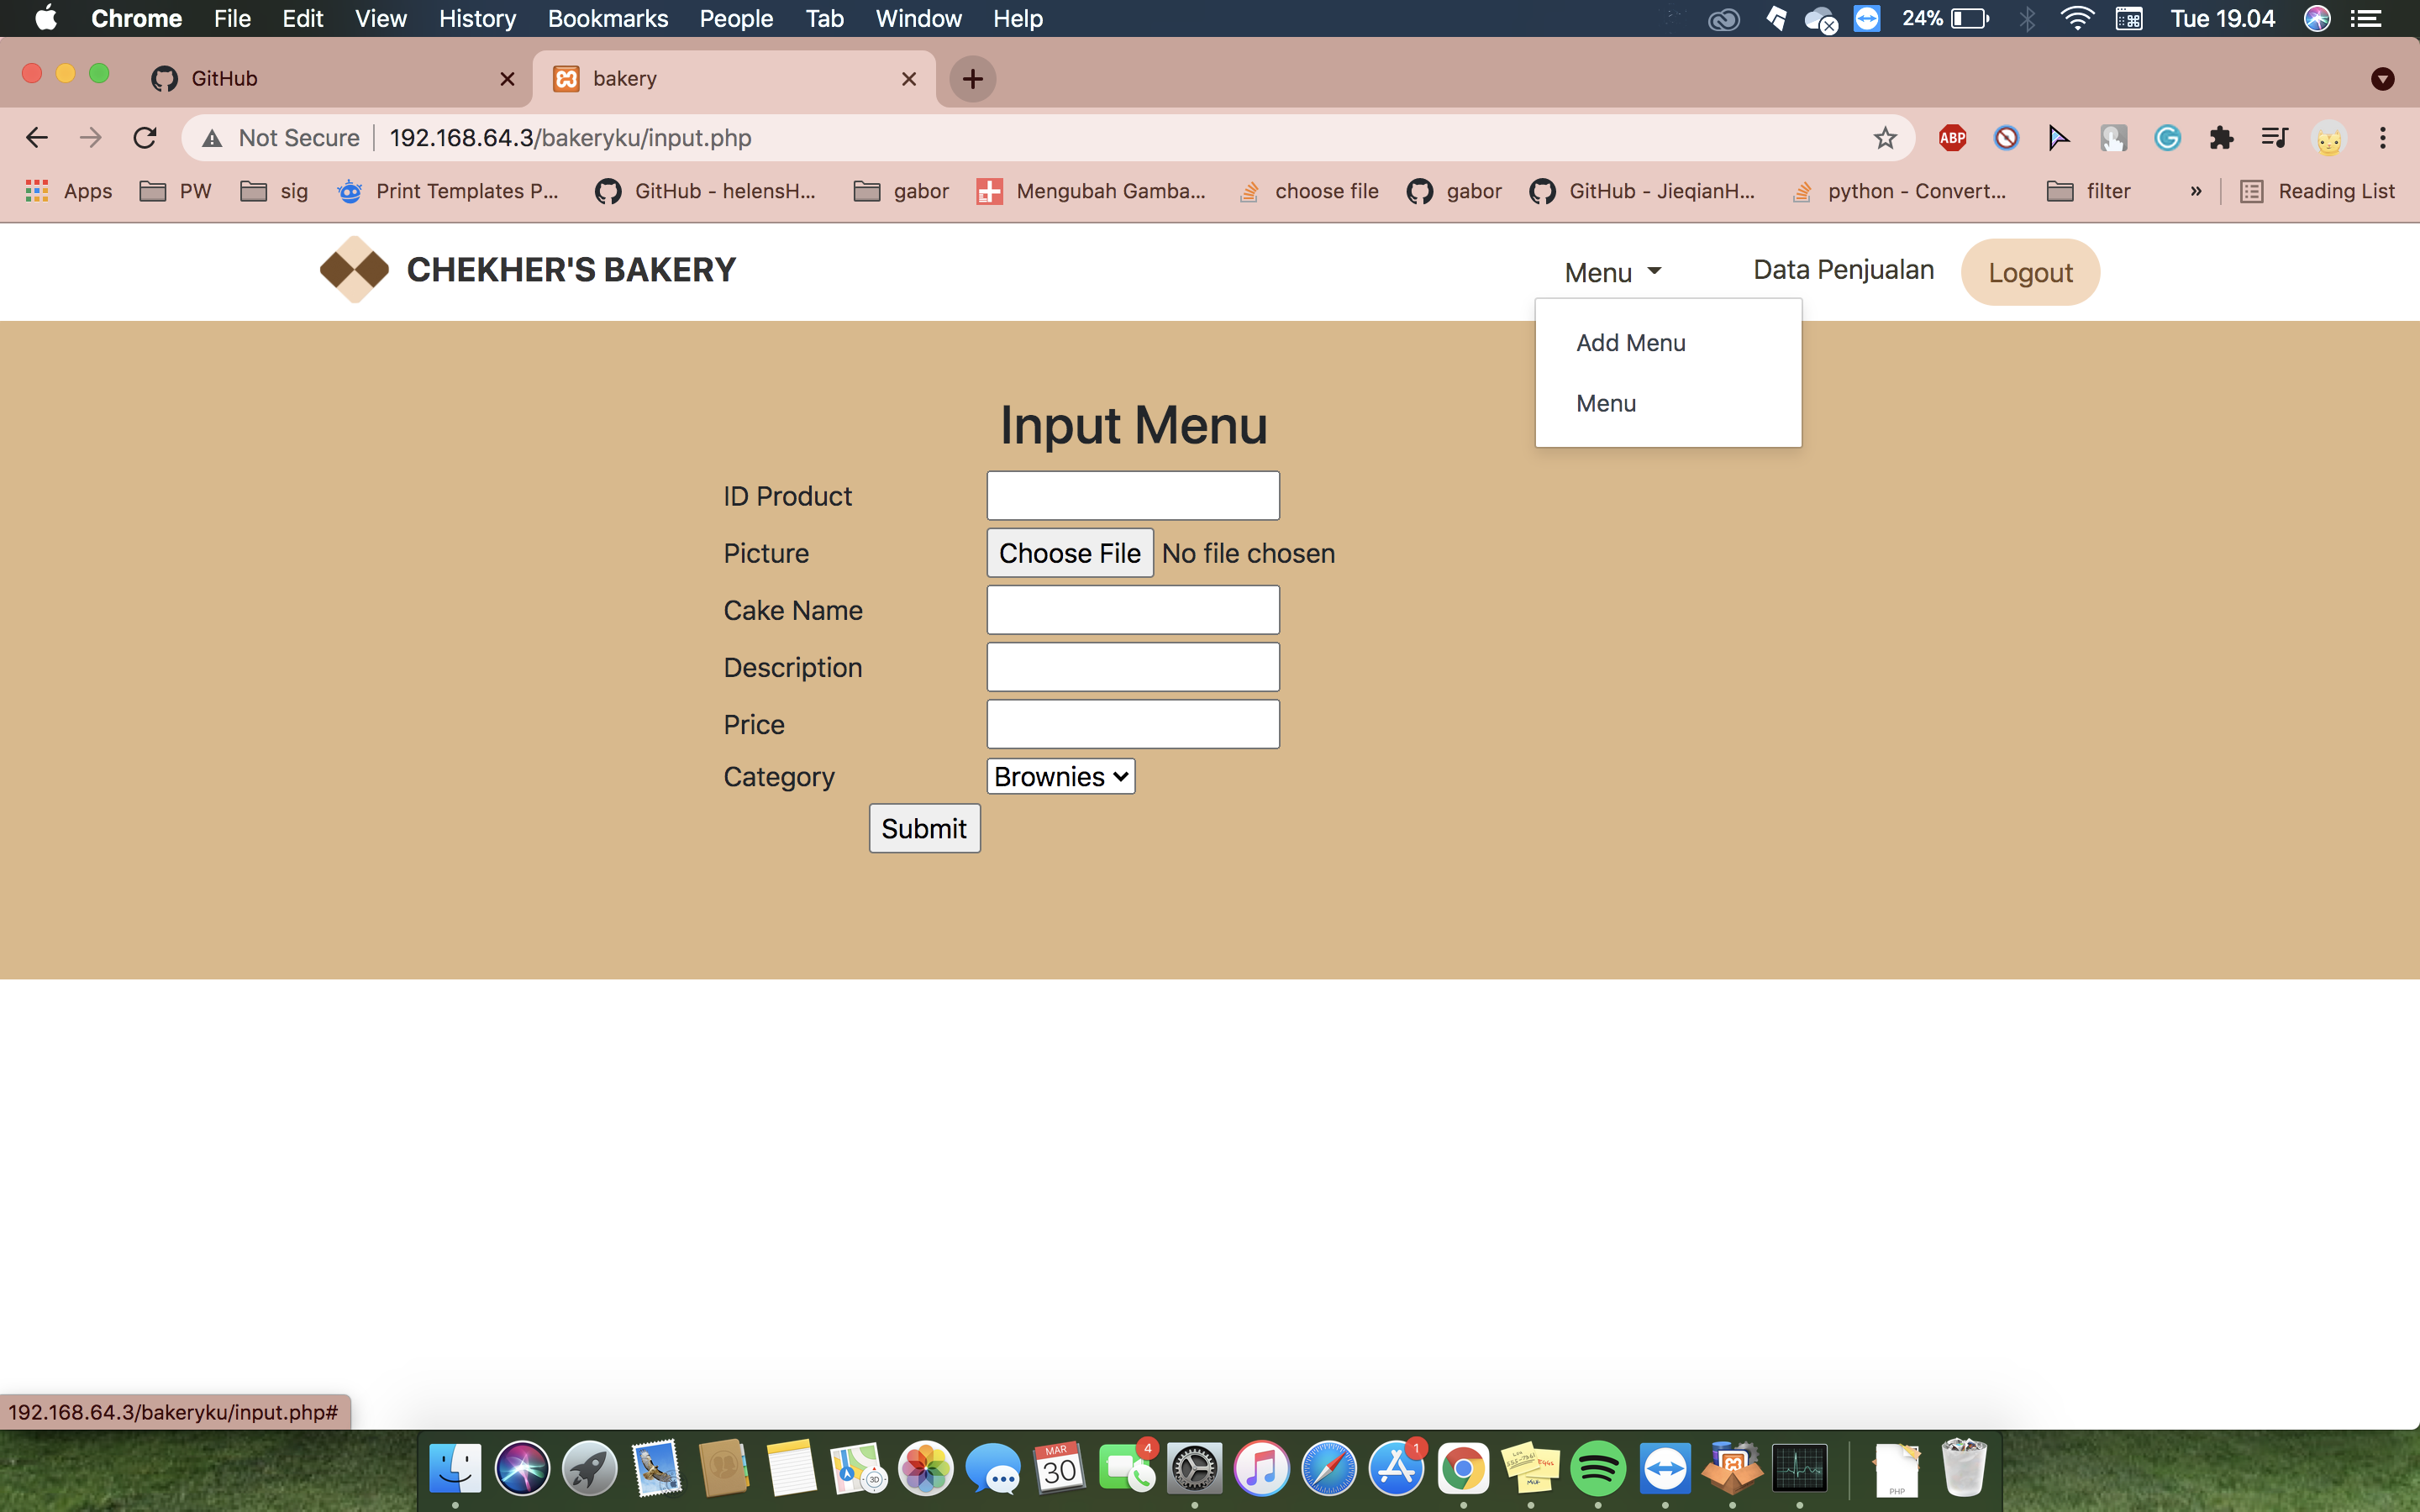 Chrome File Edit View History Bookmarks People Tab Window Help 24% Tue 19.04
GitHub bakery
Not Secure 192.168.64.3/bakeryku/input.php ABP
Apps PW sig Print Templates P... GitHub - helensH... gabor Mengubah Gamba... choose file gabor GitHub - JieqianH... python - Convert... filter » Reading List
CHEKHER'S BAKERY Menu Data Penjualan Logout
Add Menu
Menu
Input Menu
ID Product
Picture Choose File No file chosen
Cake Name
Description
Price
Category Brownies
Submit
192.168.64.3/bakeryku/input.php#
MAR
30
4
1
3D
PHP